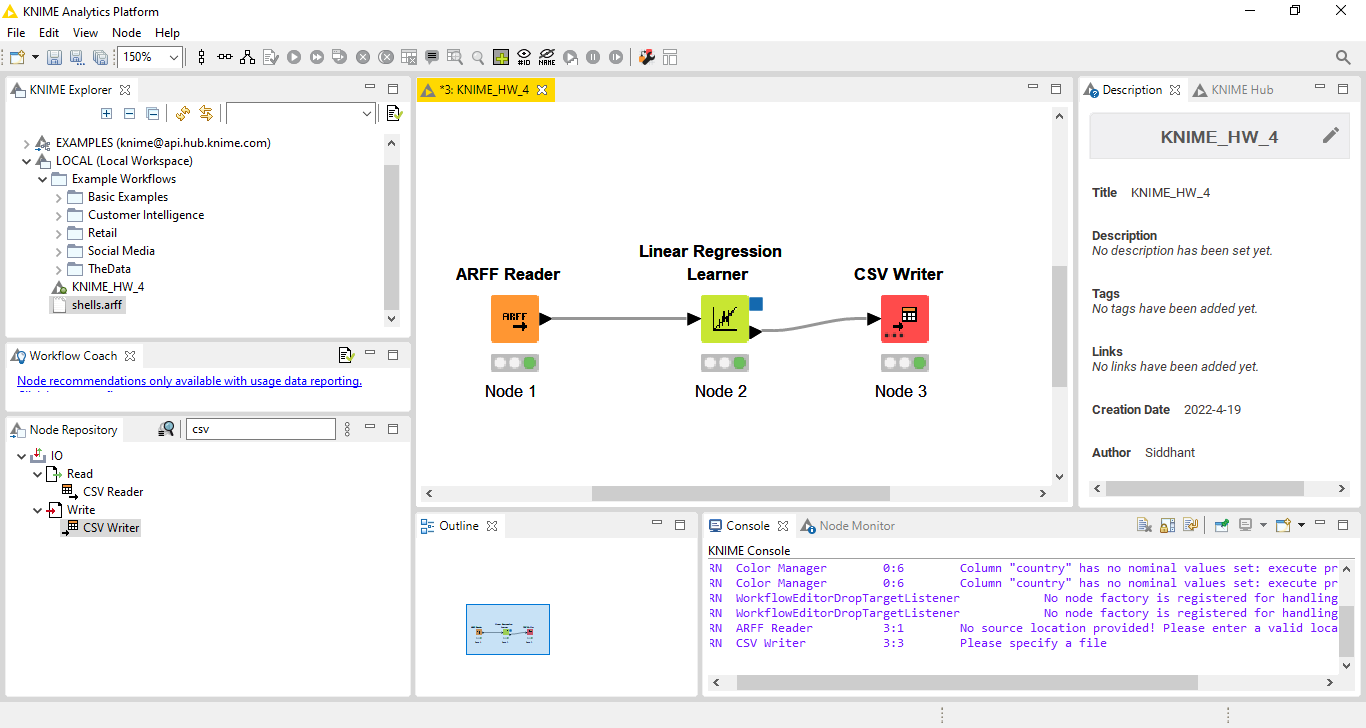 KNIME Analytics Platform
File Edit View Node Help
150%
#ID
NAME
KNIME Explorer
EXAMPLES (knime@api.hub.knime.com)
LOCAL (Local Workspace)
Example Workflows
Basic Examples
Customer Intelligence
Retail
Social Media
TheData
KNIME_HW_4
shells.arff
Workflow Coach
Node recommendations only available with usage data reporting.
Node Repository
csv
IO
Read
CSV Reader
Write
CSV Writer
*3: KNIME_HW_4
ARFF Reader
Linear Regression
Learner
CSV Writer
ARFF
Node 1
Node 2
Node 3
Outline
Description
KNIME Hub
KNIME_HW_4
Title KNIME_HW_4
Description
No description has been set yet.
Tags
No tags have been added yet.
Links
No links have been added yet.
Creation Date 2022-4-19
Author Siddhant
Console
Node Monitor
KNIME Console
RN Color Manager 0:6 Column "country" has no nominal values set: execute pr
RN Color Manager 0:6 Column "country" has no nominal values set: execute pr
RN WorkflowEditorDropTargetListener No node factory is registered for handling
RN WorkflowEditorDropTargetListener No node factory is registered for handling
RN ARFF Reader 3:1 No source location provided! Please enter a valid loca
RN CSV Writer 3:3 Please specify a file